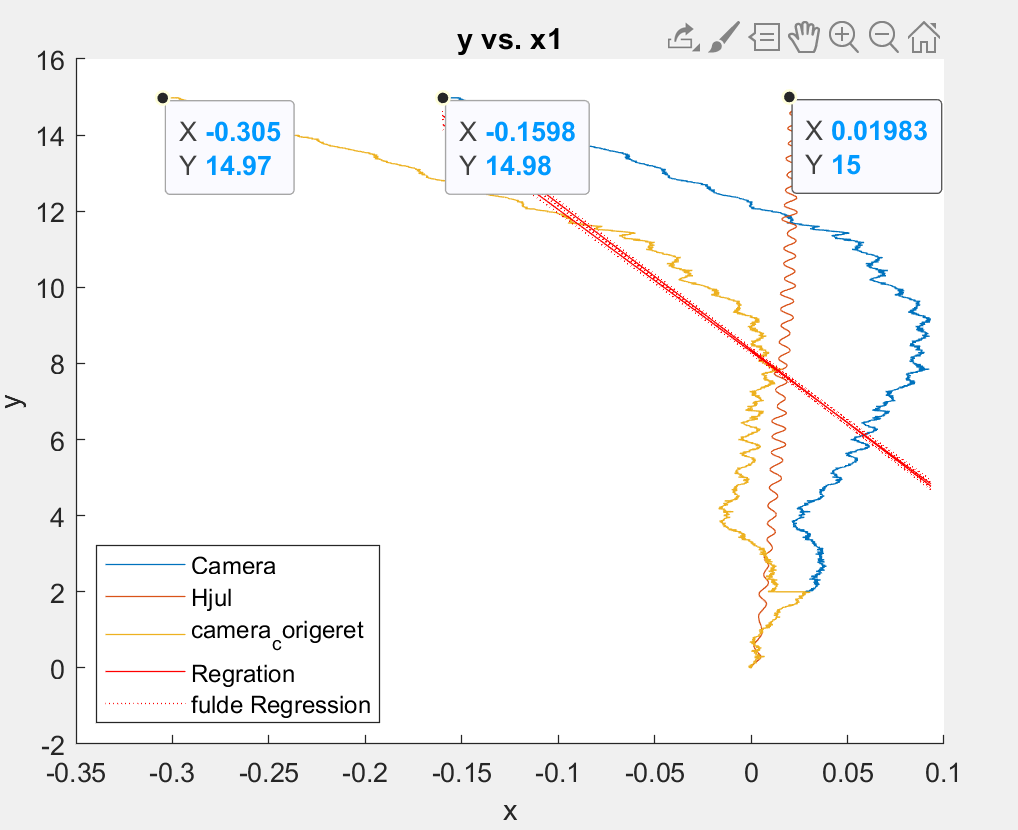 y vs. x1
16
14
12
10
8
6
4
2
0
-2
y
X -0.305
Y 14.97
X -0.1598
Y 14.98
X 0.01983
Y 15
Camera
Hjul
camera_corigeret
Regration
fulde Regression
-0.35 -0.3 -0.25 -0.2 -0.15 -0.1 -0.05 0 0.05 0.1
x